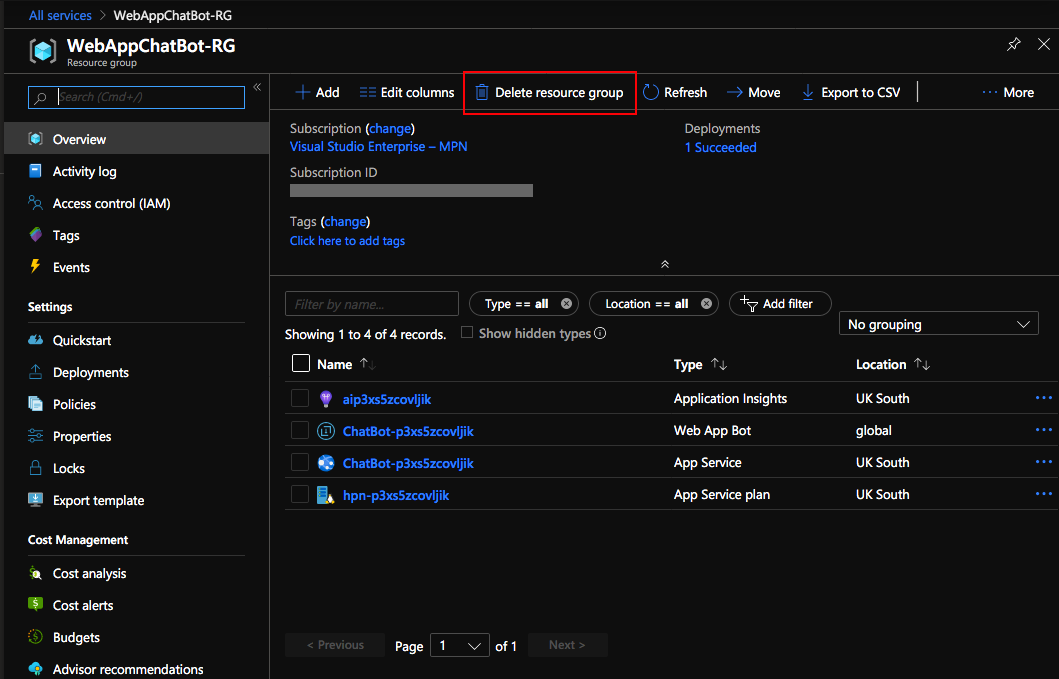 All services > WebAppChatBot-RG
WebAppChatBot-RG
Resource group
Search (Cmd+/)
«
Overview
Activity log
Access control (IAM)
Tags
Events
Settings
Quickstart
Deployments
Policies
Properties
Locks
Export template
Cost Management
Cost analysis
Cost alerts
Budgets
Advisor recommendations
Add Edit columns Delete resource group Refresh Move Export to CSV ··· More
Subscription (change)
Visual Studio Enterprise – MPN
Subscription ID
Tags (change)
Click here to add tags
Deployments
1 Succeeded
Filter by name...
Type == all
Location == all
Add filter
Showing 1 to 4 of 4 records.
Show hidden types
No grouping
Name Type Location
aip3xs5zcovljik Application Insights UK South
ChatBot-p3xs5zcovljik Web App Bot global
ChatBot-p3xs5zcovljik App Service UK South
hpn-p3xs5zcovljik App Service plan UK South
< Previous Page 1 of 1 Next >